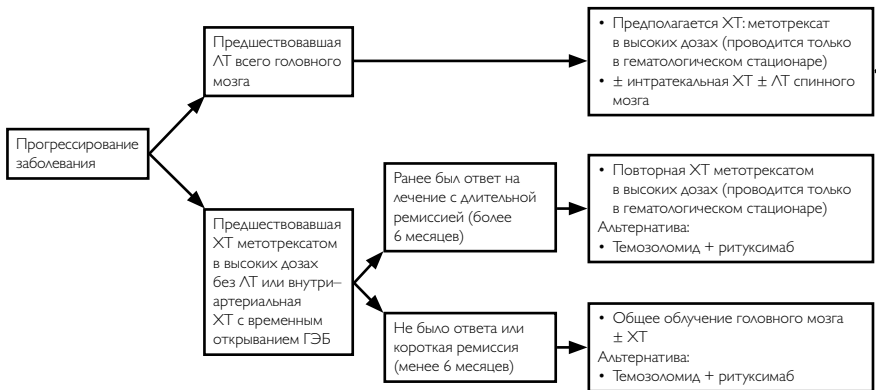 Прогрессирование
заболевания
Предшествовавшая
ЛТ всего головного
мозга
• Предполагается ХТ: метотрексат
в высоких дозах (проводится только
в гематологическом стационаре)
• ± интратекальная ХТ ± ЛТ спинного
мозга
Предшествовавшая
ХТ метотрексатом
в высоких дозах
без ЛТ или внутри–
артериальная
ХТ с временным
открыванием ГЭБ
Ранее был ответ на
лечение с длительной
ремиссией (более
6 месяцев)
• Повторная ХТ метотрексатом
в высоких дозах (проводится только
в гематологическом стационаре)
Альтернатива:
• Темозоломид + ритуксимаб
Не было ответа или
короткая ремиссия
(менее 6 месяцев)
• Общее облучение головного мозга
± ХТ
Альтернатива:
• Темозоломид + ритуксимаб